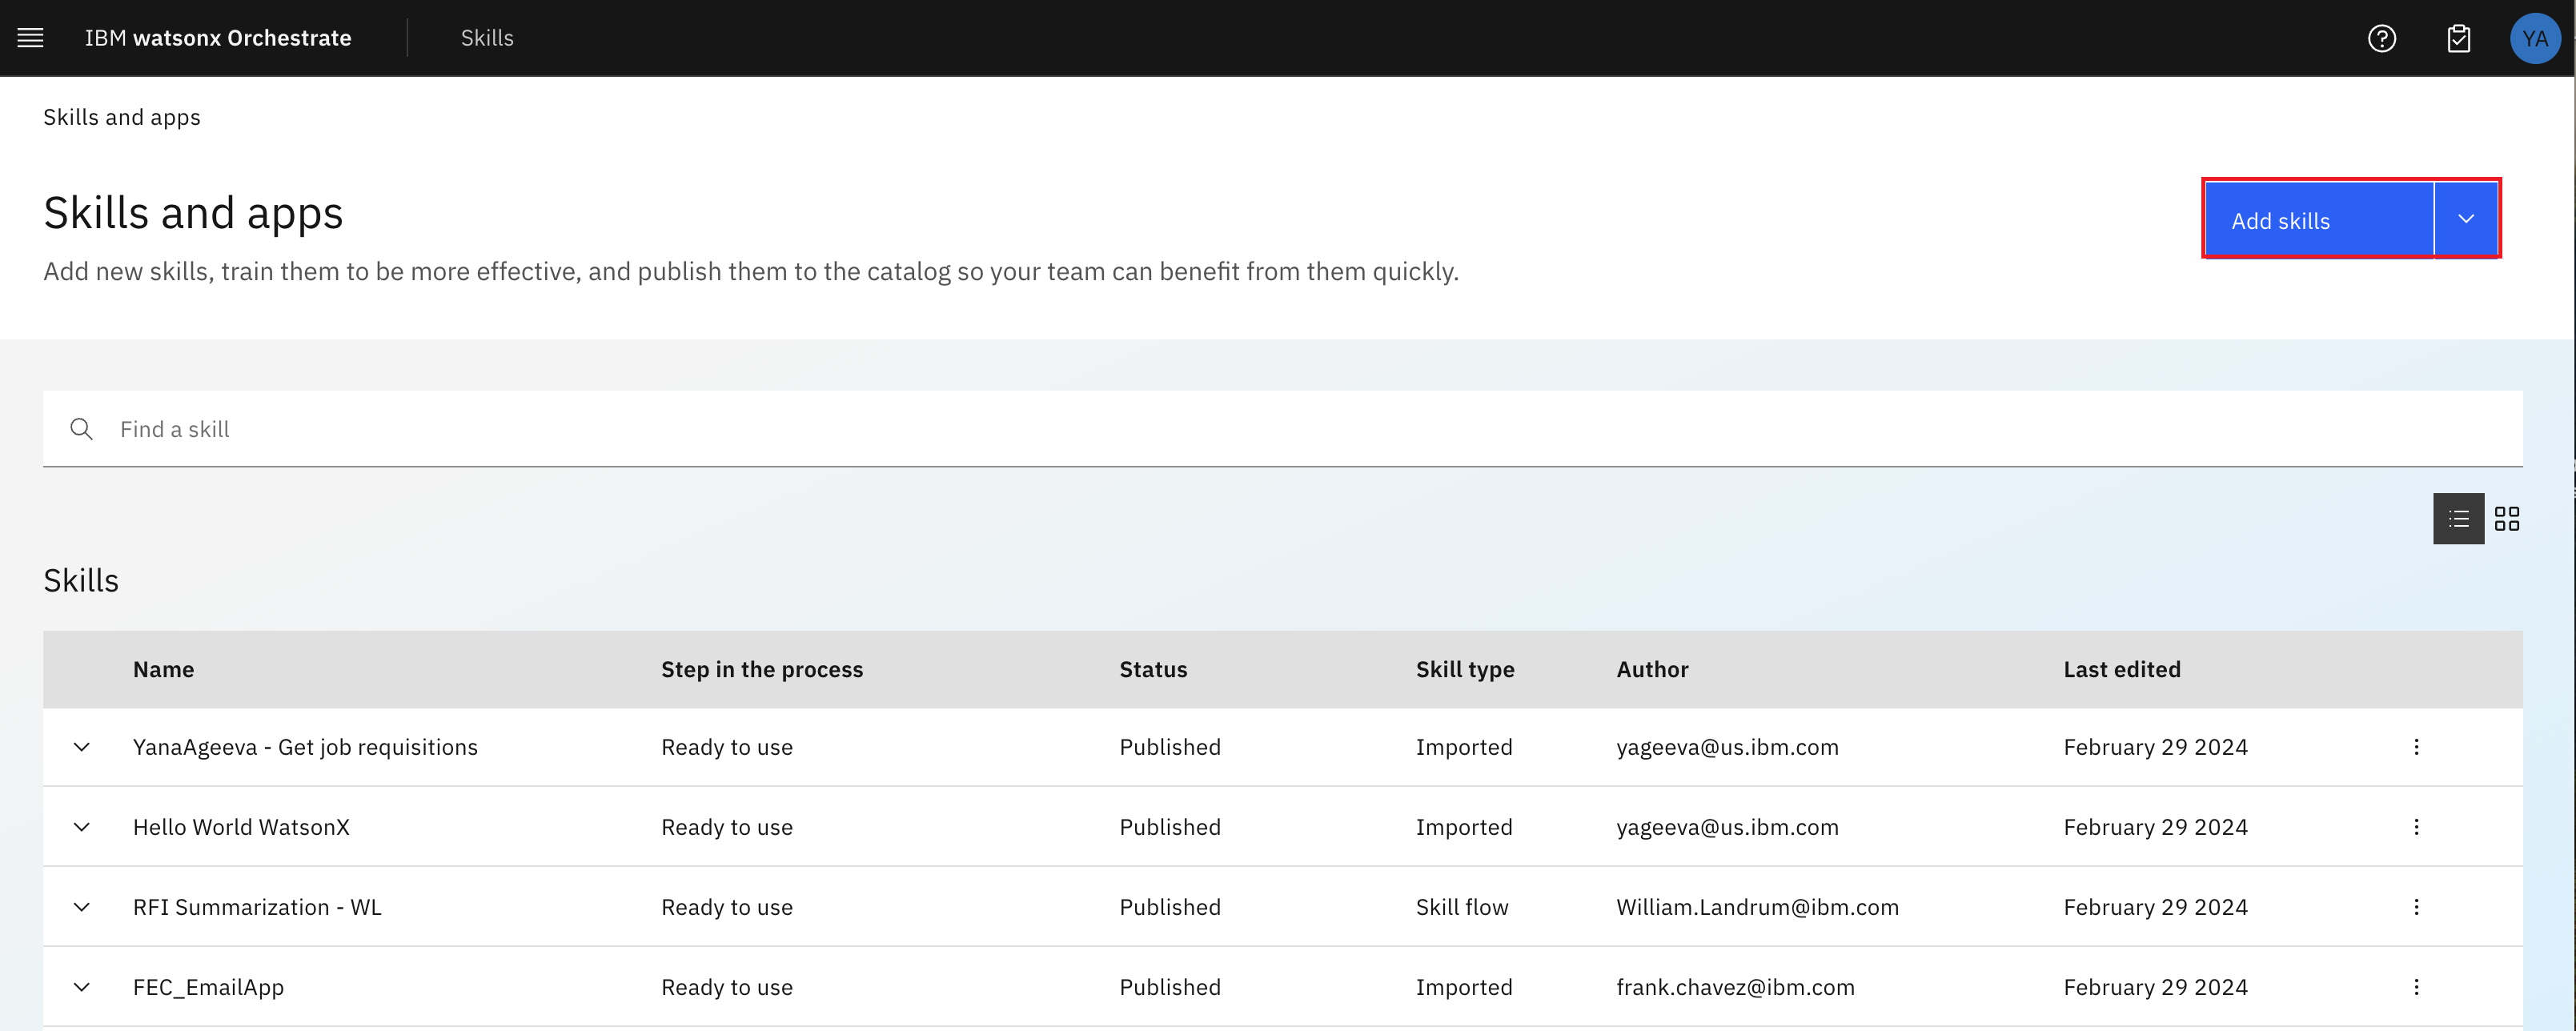 IBM watsonx Orchestrate Skills YA
Skills and apps
Skills and apps
Add skills
Add new skills, train them to be more effective, and publish them to the catalog so your team can benefit from them quickly.
Find a skill
Skills
Name Step in the process Status Skill type Author Last edited
YanaAgeeva - Get job requisitions Ready to use Published Imported yageeva@us.ibm.com February 29 2024
Hello World WatsonX Ready to use Published Imported yageeva@us.ibm.com February 29 2024
RFI Summarization - WL Ready to use Published Skill flow William.Landrum@ibm.com February 29 2024
FEC_EmailApp Ready to use Published Imported frank.chavez@ibm.com February 29 2024